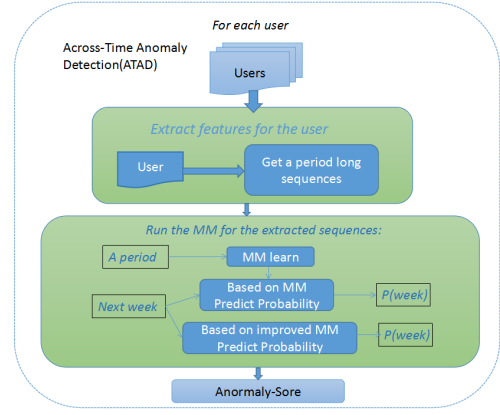 For each user
Across-Time Anomaly
Detection(ATAD)
Users
Extract features for the user
User
Get a period long
sequences
Run the MM for the extracted sequences:
A period
MM learn
Based on MM
Predict Probability
P(week)
Next week
Based on improved MM
Predict Probability
P(week)
Anormaly-Sore